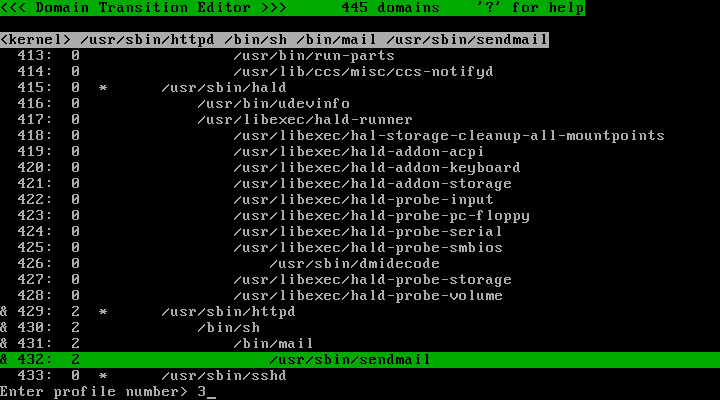 <<< Domain Transition Editor >>>      445 domains    '?' for help
<kernel> /usr/sbin/httpd /bin/sh /bin/mail /usr/sbin/sendmail
  413:  0                 /usr/bin/run-parts
  414:  0                 /usr/lib/ccs/misc/ccs-notifyd
  415:  0  *      /usr/sbin/hald
  416:  0             /usr/bin/udevinfo
  417:  0             /usr/libexec/hald-runner
  418:  0                 /usr/libexec/hal-storage-cleanup-all-mountpoints
  419:  0                 /usr/libexec/hald-addon-acpi
  420:  0                 /usr/libexec/hald-addon-keyboard
  421:  0                 /usr/libexec/hald-addon-storage
  422:  0                 /usr/libexec/hald-probe-input
  423:  0                 /usr/libexec/hald-probe-pc-floppy
  424:  0                 /usr/libexec/hald-probe-serial
  425:  0                 /usr/libexec/hald-probe-smbios
  426:  0                     /usr/sbin/dmidecode
  427:  0                 /usr/libexec/hald-probe-storage
  428:  0                 /usr/libexec/hald-probe-volume
& 429:  2  *      /usr/sbin/httpd
& 430:  2             /bin/sh
& 431:  2                 /bin/mail
& 432:  2                     /usr/sbin/sendmail
  433:  0  *      /usr/sbin/sshd
Enter profile number> 3_